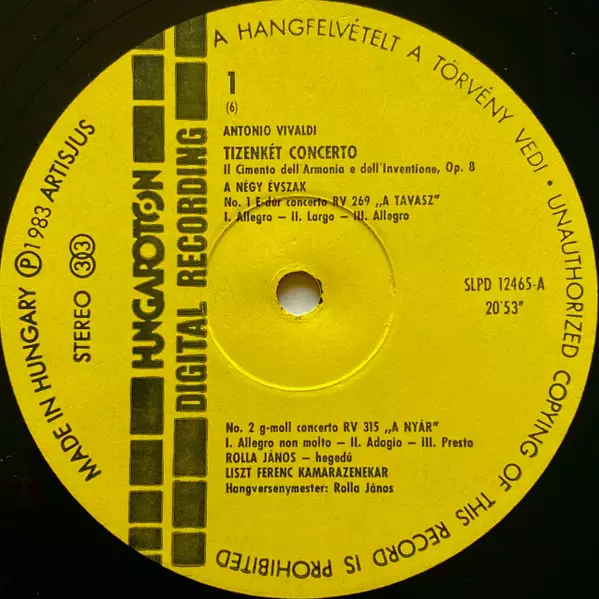 A HANGFELVÉTELT A TÖRVÉNY VEDI • UNAUTHORIZED COPYING OF THIS RECORD IS PROHIBITED
MADE IN HUNGARY Ⓟ 1983 ARTISJUS
STEREO 33
HUNGAROTON
DIGITAL RECORDING
1
(6)
ANTONIO VIVALDI
TIZENKÉT CONCERTO
Il Cimento dell'Armonia e dell'Inventione, Op. 8
A NÉGY ÉVSZAK
No. 1 E-dúr concerto RV 269 „A TAVASZ"
I. Allegro — II. Largo — III. Allegro
SLPD 12465-A
20'53"
No. 2 g-moll concerto RV 315 „A NYÁR"
I. Allegro non molto — II. Adagio — III. Presto
ROLLA JÁNOS — hegedű
LISZT FERENC KAMARAZENEKAR
Hangversenymester: Rolla János